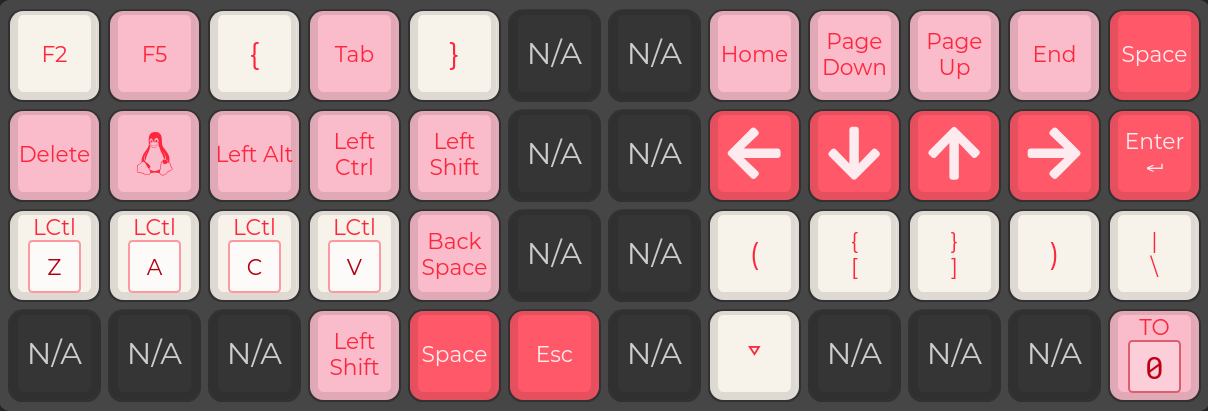 F2 F5 { Tab } N/A N/A Home Page Down Page Up End Space
Delete Left Alt Left Ctrl Left Shift N/A N/A ← ↓ ↑ → Enter ↵
LCtl Z LCtl A LCtl C LCtl V Back Space N/A N/A ( { [ } ] ) | \
N/A N/A N/A Left Shift Space Esc N/A ▽ N/A N/A N/A TO 0